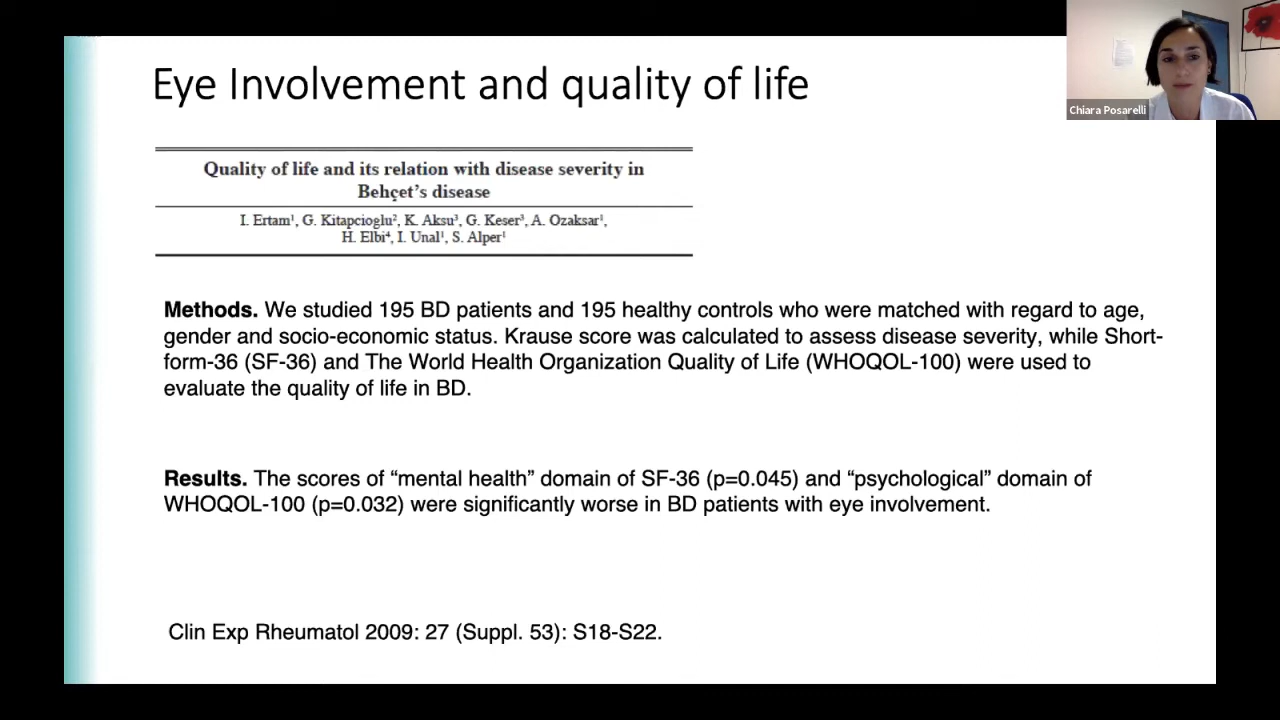 Eye Involvement and quality of life
Chiara Posarelli
Quality of life and its relation with disease severity in
Behçet's disease
I. Ertam¹, G. Kitapcioglu², K. Aksu³, G. Keser³, A. Ozaksar¹,
H. Elbi⁴, I. Unal¹, S. Alper¹
Methods. We studied 195 BD patients and 195 healthy controls who were matched with regard to age,
gender and socio-economic status. Krause score was calculated to assess disease severity, while Short-
form-36 (SF-36) and The World Health Organization Quality of Life (WHOQOL-100) were used to
evaluate the quality of life in BD.
Results. The scores of “mental health” domain of SF-36 (p=0.045) and “psychological” domain of
WHOQOL-100 (p=0.032) were significantly worse in BD patients with eye involvement.
Clin Exp Rheumatol 2009: 27 (Suppl. 53): S18-S22.